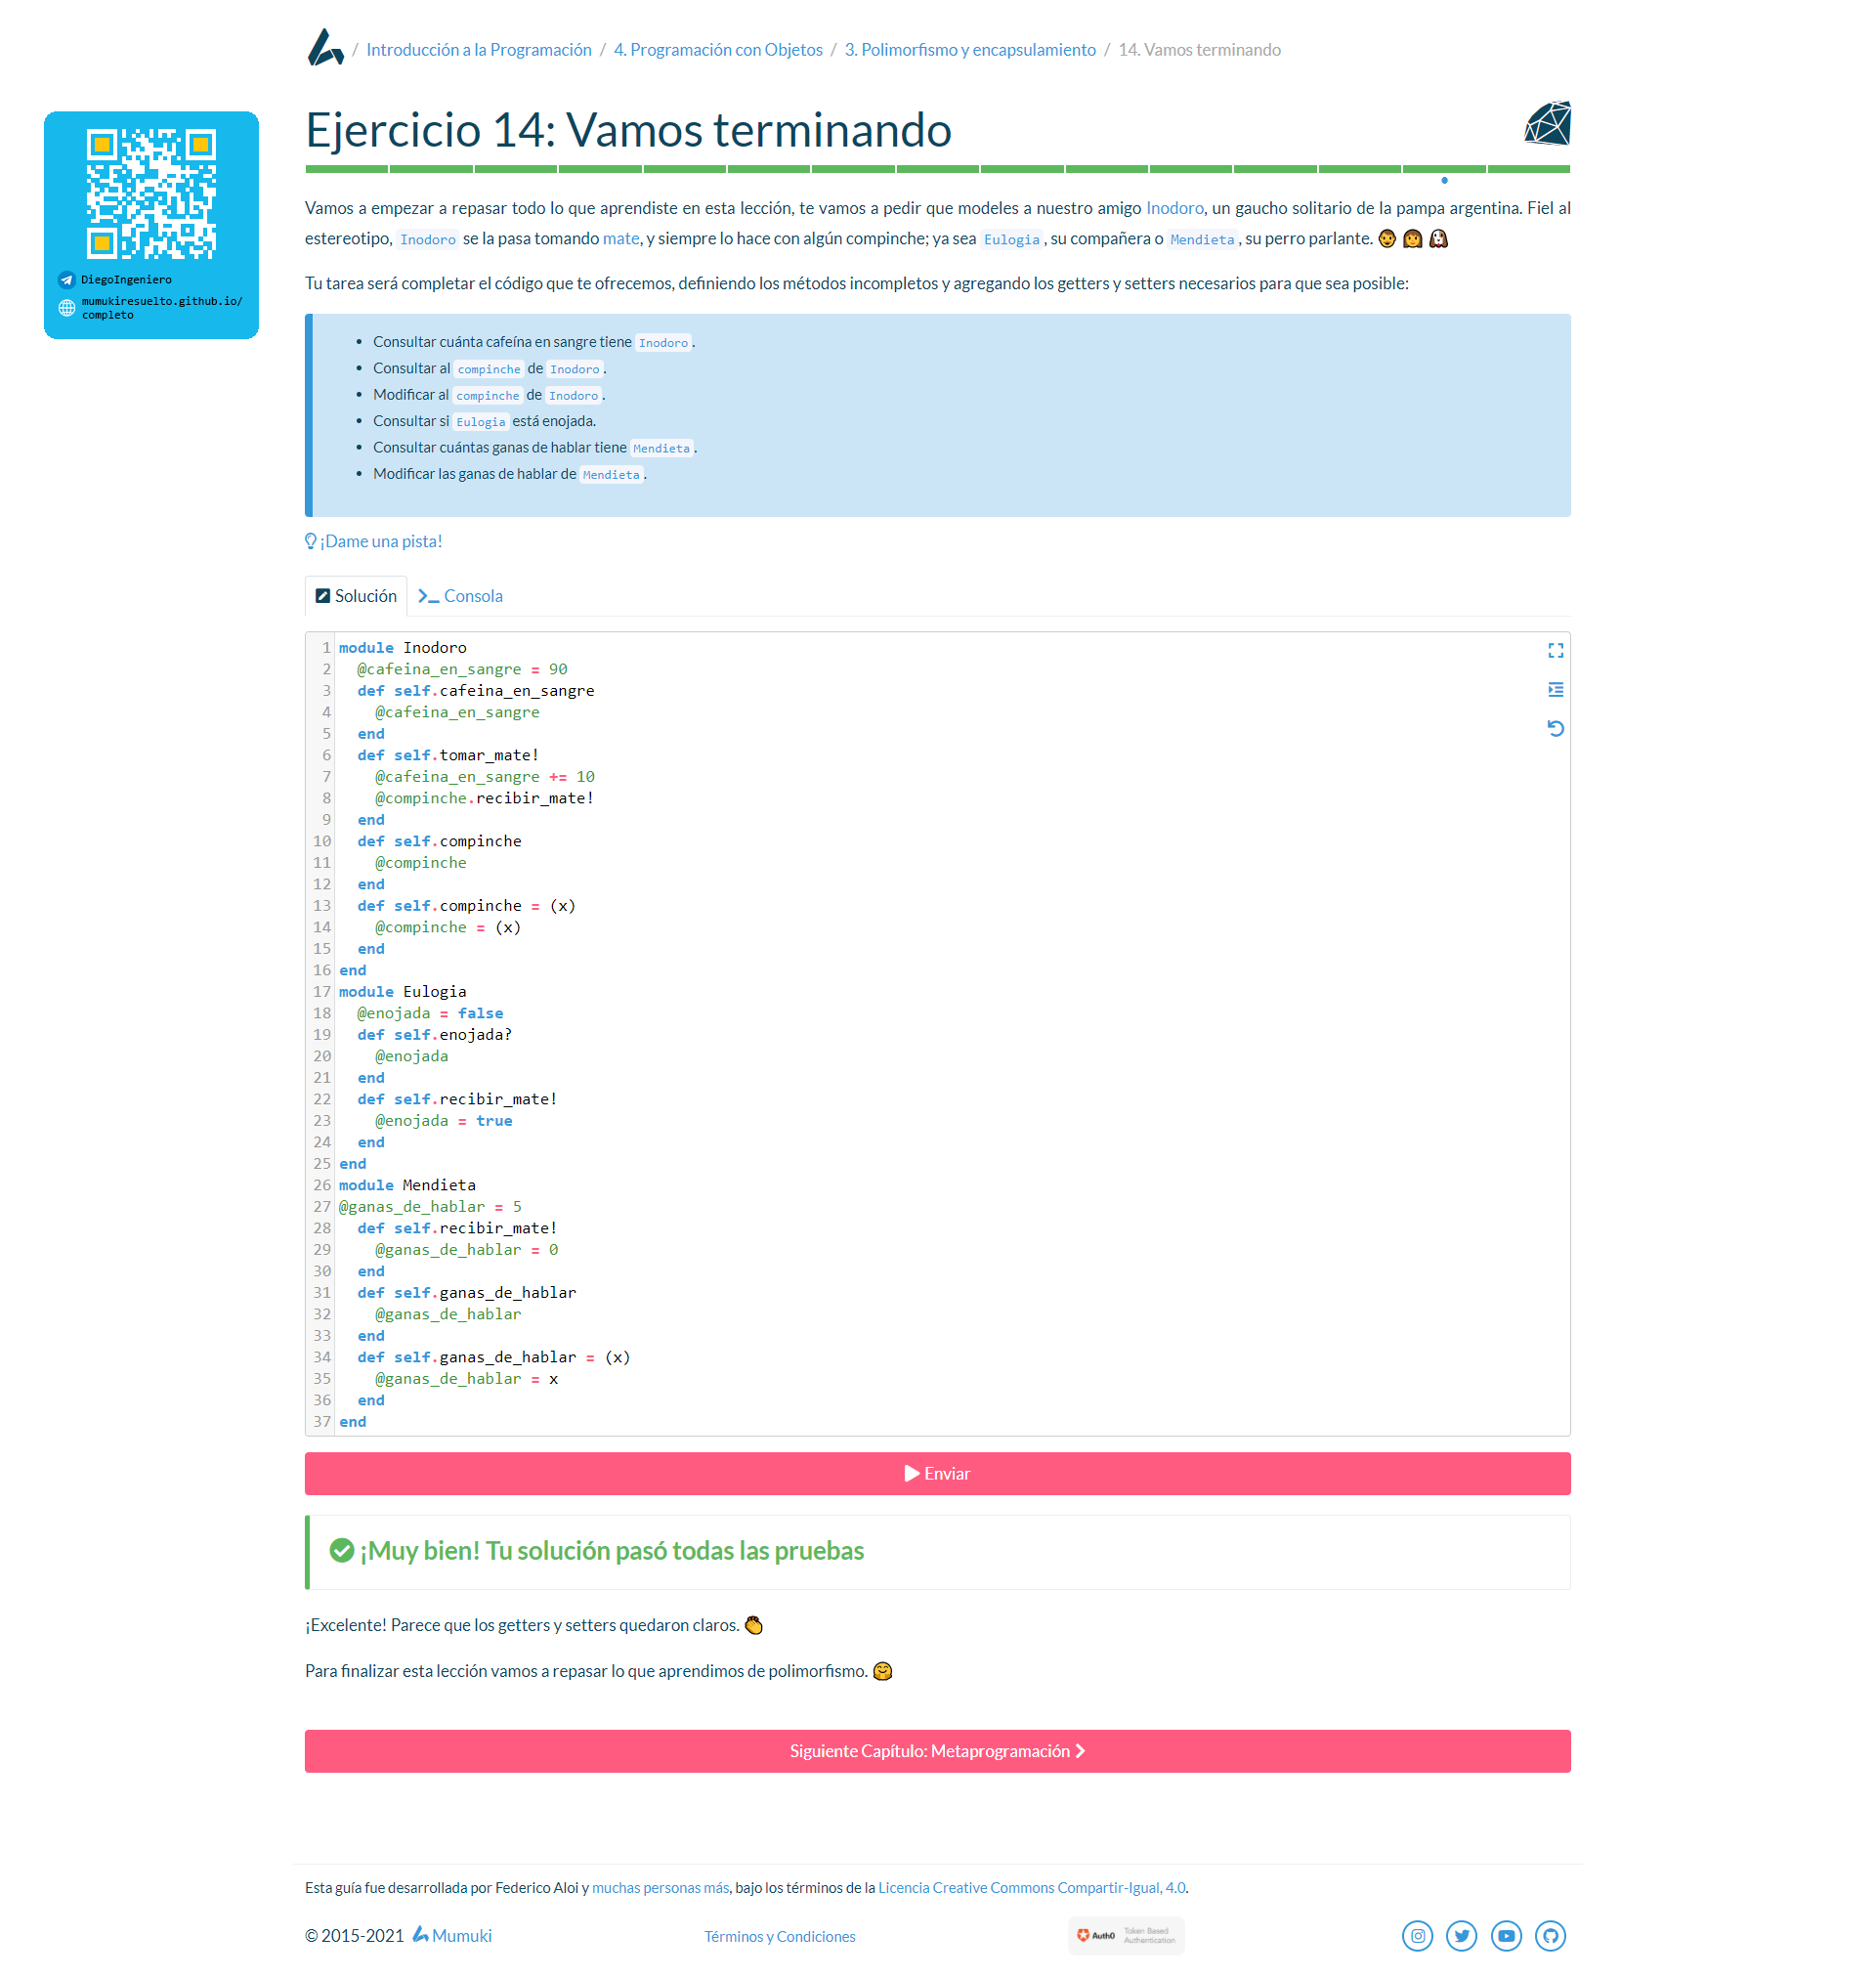 / Introducción a la Programación / 4. Programación con Objetos / 3. Polimorfismo y encapsulamiento / 14. Vamos terminando
DiegoIngeniero
mumukiresuelto.github.io/
completo
Ejercicio 14: Vamos terminando
Vamos a empezar a repasar todo lo que aprendiste en esta lección, te vamos a pedir que modeles a nuestro amigo Inodoro, un gaucho solitario de la pampa argentina. Fiel al
estereotipo, Inodoro se la pasa tomando mate, y siempre lo hace con algún compinche; ya sea Eulogia, su compañera o Mendieta, su perro parlante. 👨 👩 🐶
Tu tarea será completar el código que te ofrecemos, definiendo los métodos incompletos y agregando los getters y setters necesarios para que sea posible:
• Consultar cuánta cafeína en sangre tiene Inodoro.
• Consultar al compinche de Inodoro.
• Modificar al compinche de Inodoro.
• Consultar si Eulogia está enojada.
• Consultar cuántas ganas de hablar tiene Mendieta.
• Modificar las ganas de hablar de Mendieta.
¡Dame una pista!
Solución Consola
1 module Inodoro
2   @cafeina_en_sangre = 90
3   def self.cafeina_en_sangre
4     @cafeina_en_sangre
5   end
6   def self.tomar_mate!
7     @cafeina_en_sangre += 10
8     @compinche.recibir_mate!
9   end
10   def self.compinche
11     @compinche
12   end
13   def self.compinche = (x)
14     @compinche = (x)
15   end
16 end
17 module Eulogia
18   @enojada = false
19   def self.enojada?
20     @enojada
21   end
22   def self.recibir_mate!
23     @enojada = true
24   end
25 end
26 module Mendieta
27 @ganas_de_hablar = 5
28   def self.recibir_mate!
29     @ganas_de_hablar = 0
30   end
31   def self.ganas_de_hablar
32     @ganas_de_hablar
33   end
34   def self.ganas_de_hablar = (x)
35     @ganas_de_hablar = x
36   end
37 end
Enviar
¡Muy bien! Tu solución pasó todas las pruebas
¡Excelente! Parece que los getters y setters quedaron claros. 👏
Para finalizar esta lección vamos a repasar lo que aprendimos de polimorfismo. 🤗
Siguiente Capítulo: Metaprogramación
Esta guía fue desarrollada por Federico Aloi y muchas personas más, bajo los términos de la Licencia Creative Commons Compartir-Igual, 4.0.
© 2015-2021 Mumuki
Términos y Condiciones
Auth0 Token Based
Authentication